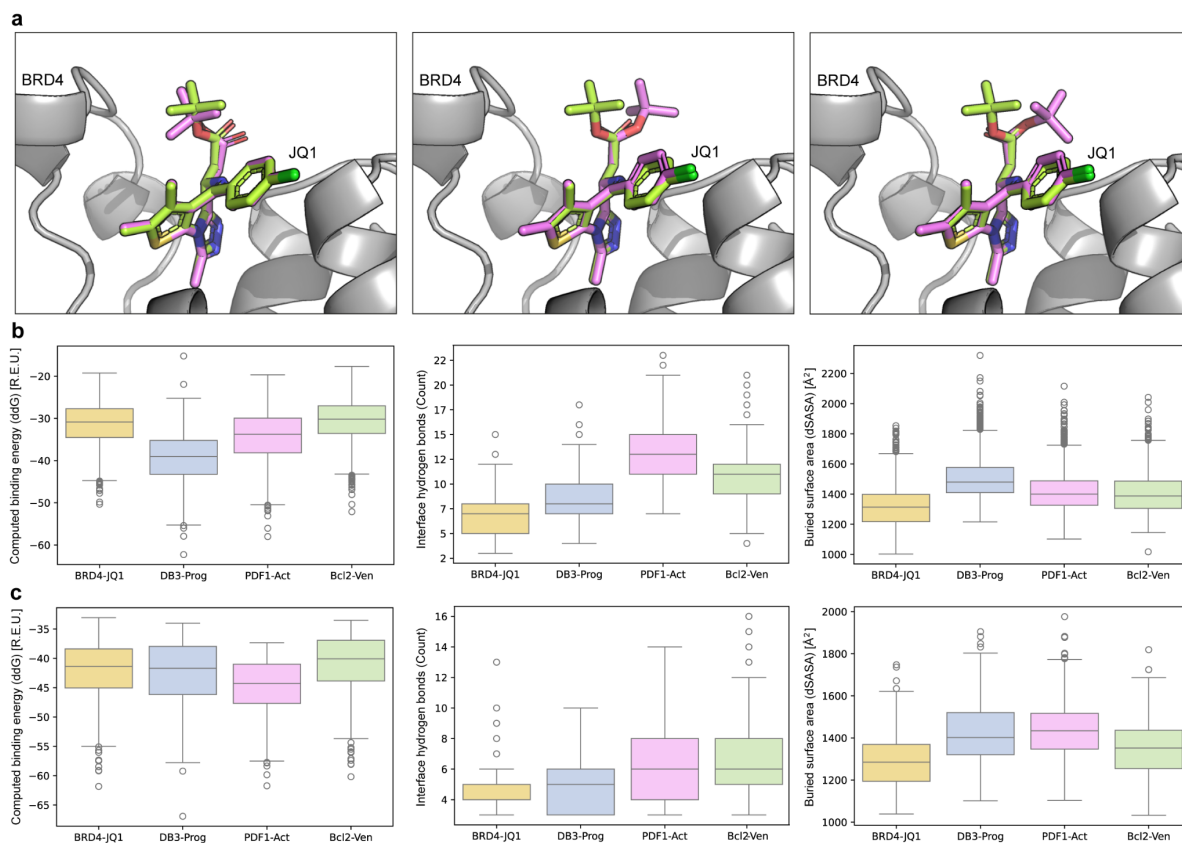 a
BRD4
JQ1
BRD4
JQ1
BRD4
JQ1
b
Computed binding energy (ddG) [R.E.U.]
−20
−30
−40
−50
−60
BRD4-JQ1 DB3-Prog PDF1-Act Bcl2-Ven
Interface hydrogen bonds (Count)
22
20
18
15
12
10
7
5
2
BRD4-JQ1 DB3-Prog PDF1-Act Bcl2-Ven
Buried surface area (dSASA) [Å²]
2200
2000
1800
1600
1400
1200
1000
BRD4-JQ1 DB3-Prog PDF1-Act Bcl2-Ven
c
Computed binding energy (ddG) [R.E.U.]
−35
−40
−45
−50
−55
−60
−65
BRD4-JQ1 DB3-Prog PDF1-Act Bcl2-Ven
Interface hydrogen bonds (Count)
16
14
12
10
8
6
4
BRD4-JQ1 DB3-Prog PDF1-Act Bcl2-Ven
Buried surface area (dSASA) [Å²]
2000
1800
1600
1400
1200
1000
BRD4-JQ1 DB3-Prog PDF1-Act Bcl2-Ven